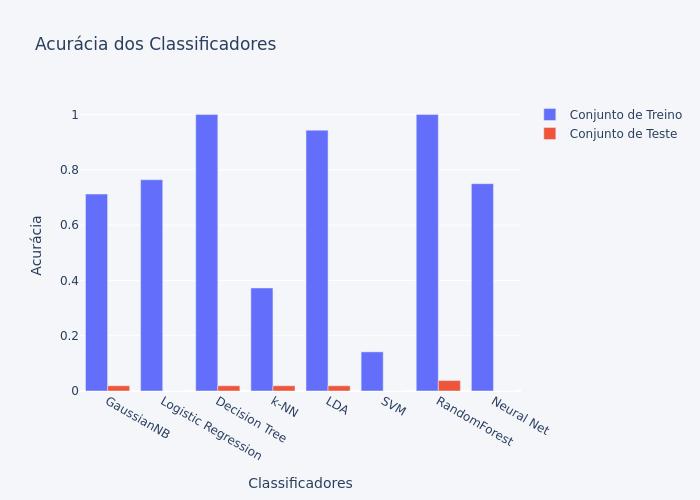 Acurácia dos Classificadores
Conjunto de Treino
Conjunto de Teste
Acurácia
1
0.8
0.6
0.4
0.2
0
GaussianNB
Logistic Regression
Decision Tree
k-NN
LDA
SVM
RandomForest
Neural Net
Classificadores